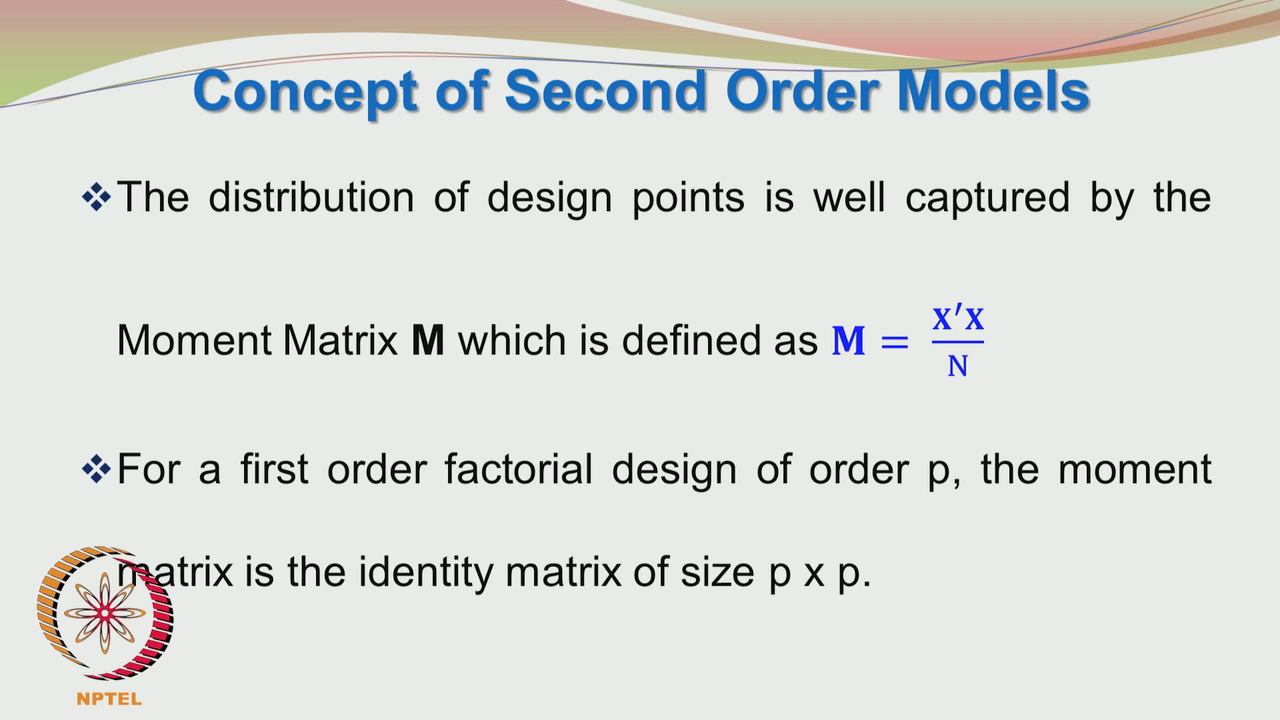 Concept of Second Order Models
❖The distribution of design points is well captured by the
Moment Matrix M which is defined as M = X′X / N
❖For a first order factorial design of order p, the moment
matrix is the identity matrix of size p x p.
NPTEL